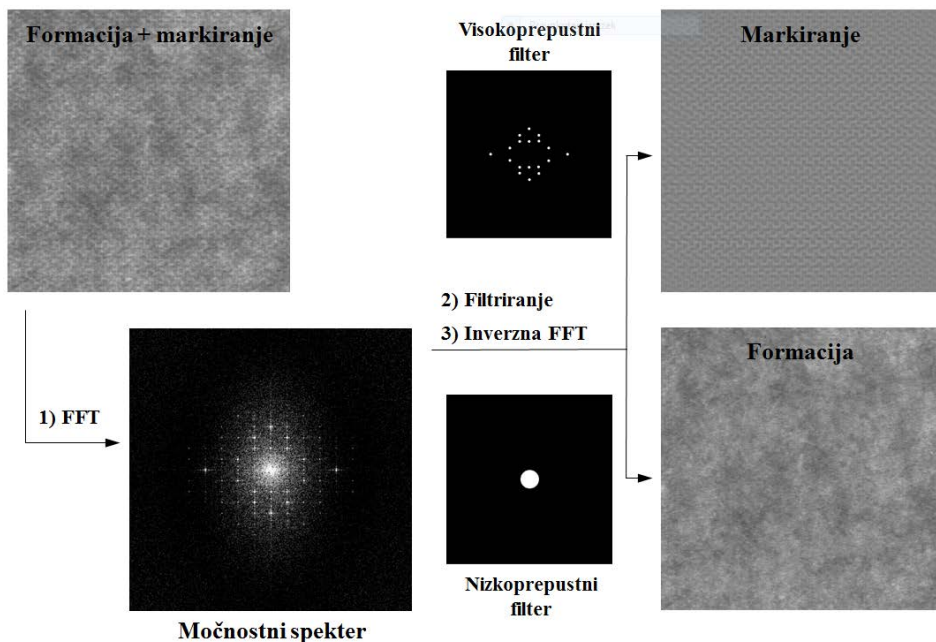 Formacija + markiranje
Visokoprepustni
filter
Markiranje
2) Filtriranje
3) Inverzna FFT
Formacija
1) FFT
Nizkoprepustni
filter
Močnostni spekter